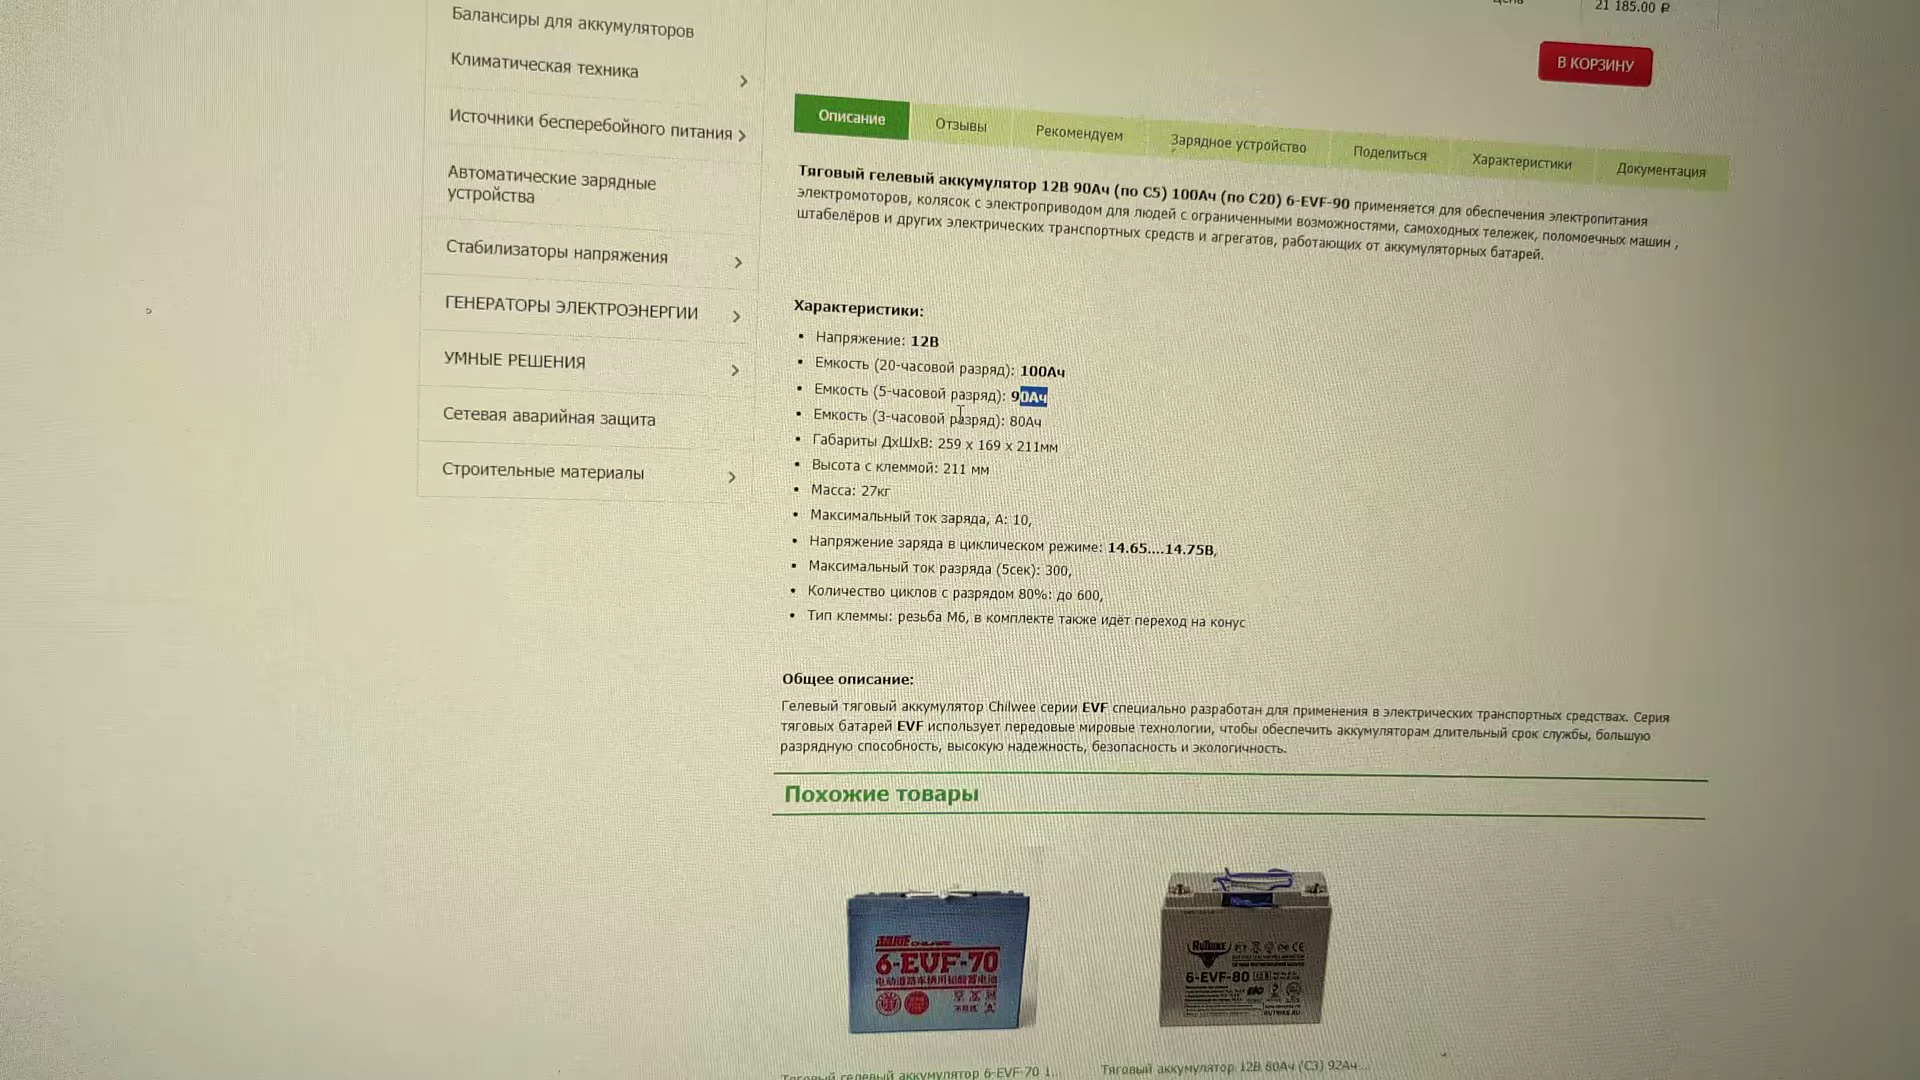 Цена
21 185.00 ₽
В КОРЗИНУ
Балансиры для аккумуляторов
Климатическая техника
Источники бесперебойного питания
Автоматические зарядные
устройства
Стабилизаторы напряжения
ГЕНЕРАТОРЫ ЭЛЕКТРОЭНЕРГИИ
УМНЫЕ РЕШЕНИЯ
Сетевая аварийная защита
Строительные материалы
Описание
Отзывы
Рекомендуем
Зарядное устройство
Поделиться
Характеристики
Документация
Тяговый гелевый аккумулятор 12В 90Ач (по С5) 100Ач (по С20) 6-EVF-90 применяется для обеспечения электропитания
электромоторов, колясок с электроприводом для людей с ограниченными возможностями, самоходных тележек, поломоечных машин ,
штабелёров и других электрических транспортных средств и агрегатов, работающих от аккумуляторных батарей.
Характеристики:
• Напряжение: 12В
• Емкость (20-часовой разряд): 100Ач
• Емкость (5-часовой разряд): 90Ач
• Емкость (3-часовой разряд): 80Ач
• Габариты ДхШхВ: 259 x 169 x 211мм
• Высота с клеммой: 211 мм
• Масса: 27кг
• Максимальный ток заряда, А: 10,
• Напряжение заряда в циклическом режиме: 14.65....14.75В,
• Максимальный ток разряда (5сек): 300,
• Количество циклов с разрядом 80%: до 600,
• Тип клеммы: резьба М6, в комплекте также идёт переход на конус
Общее описание:
Гелевый тяговый аккумулятор Chilwee серии EVF специально разработан для применения в электрических транспортных средствах. Серия
тяговых батарей EVF использует передовые мировые технологии, чтобы обеспечить аккумуляторам длительный срок службы, большую
разрядную способность, высокую надежность, безопасность и экологичность.
Похожие товары
CHILWEE
6-EVF-70
RuTRIKE
6-EVF-80
RUTRIKE.RU
Тяговый гелевый аккумулятор 6-EVF-70 1...
Тяговый аккумулятор 12В 80Ач (С3) 92Ач ...